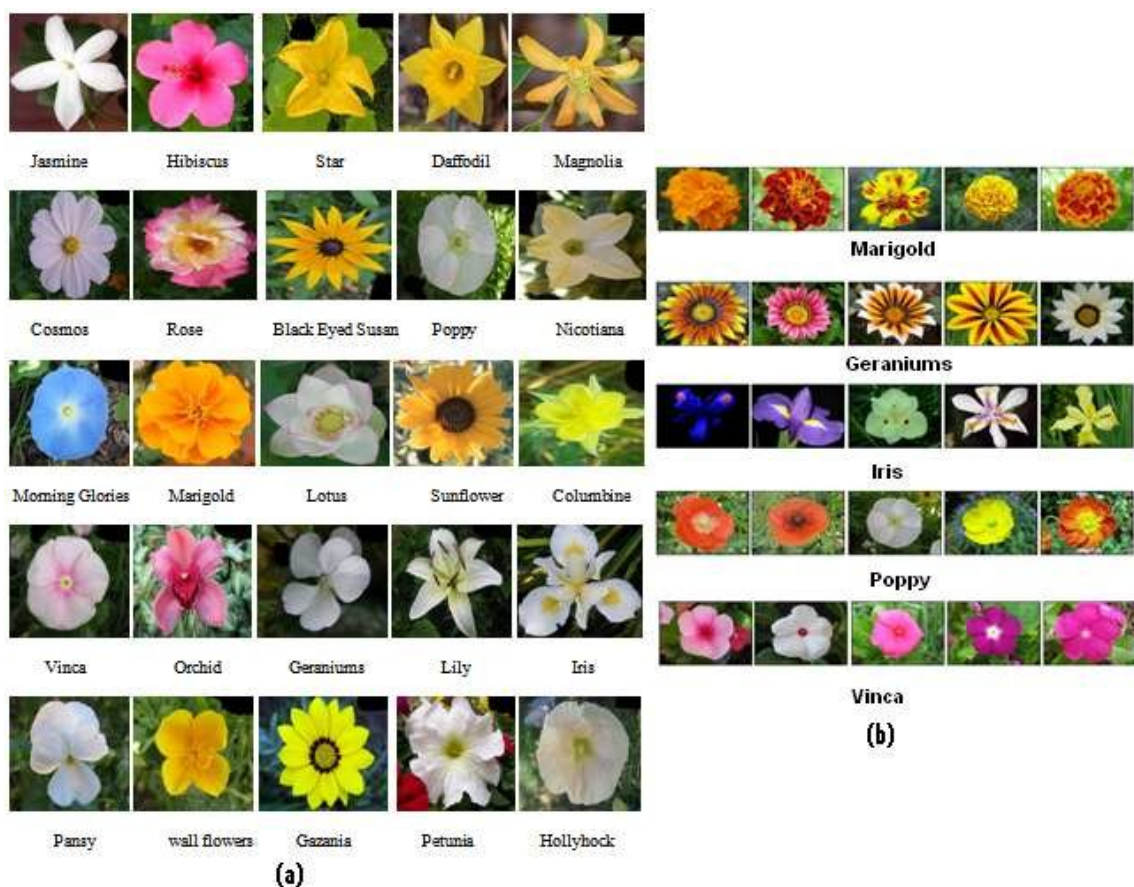 Jasmine Hibiscus Star Daffodil Magnolia
Cosmos Rose Black Eyed Susan Poppy Nicotiana
Morning Glories Marigold Lotus Sunflower Columbine
Vinca Orchid Geraniums Lily Iris
Pansy wall flowers Gazania Petunia Hollyhock
(a)
Marigold
Geraniums
Iris
Poppy
Vinca
(b)